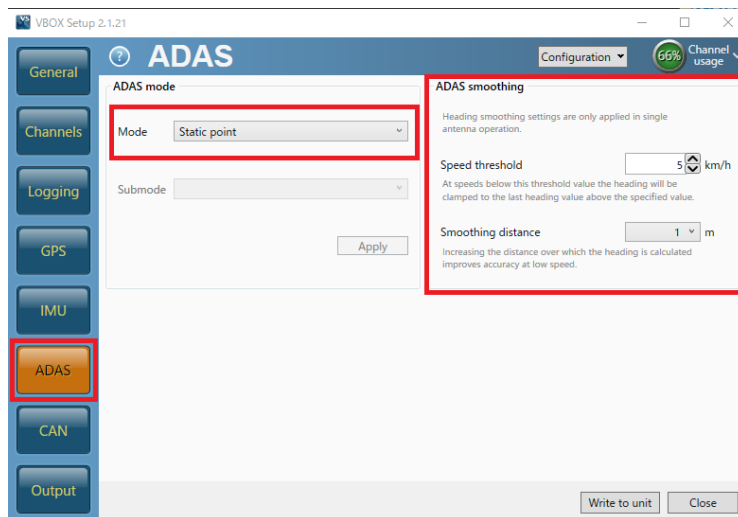 VBOX Setup 2.1.21
General
? ADAS
Configuration
66% Channel usage
ADAS mode
Mode Static point
Submode
Apply
ADAS smoothing
Heading smoothing settings are only applied in single
antenna operation.
Speed threshold 5 km/h
At speeds below this threshold value the heading will be
clamped to the last heading value above the specified value.
Smoothing distance 1 m
Increasing the distance over which the heading is calculated
improves accuracy at low speed.
Channels
Logging
GPS
IMU
ADAS
CAN
Output
Write to unit Close